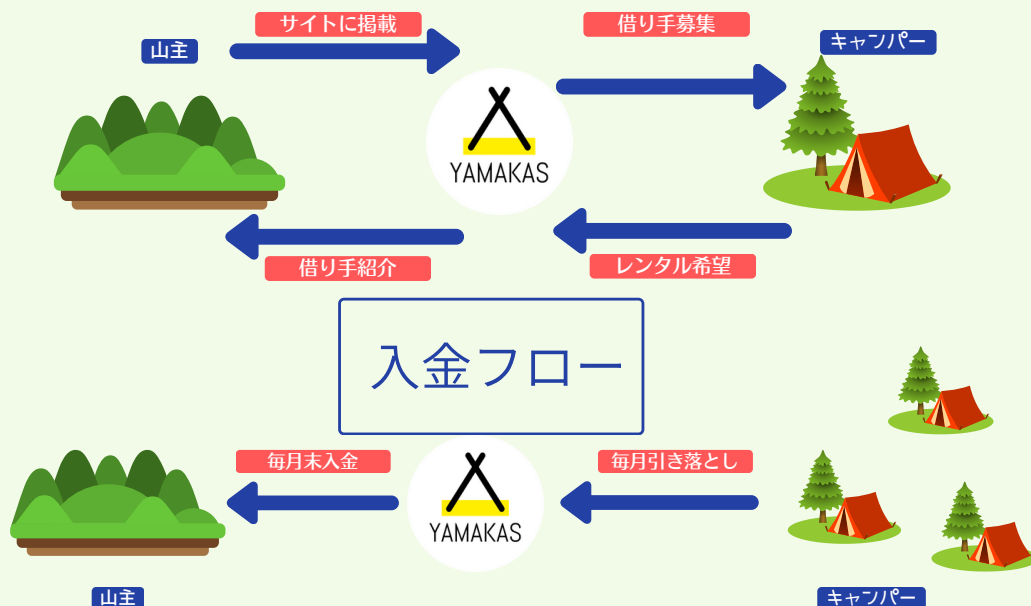 サイトに掲載
借り手募集
山主
キャンパー
YAMAKAS
借り手紹介
レンタル希望
入金フロー
毎月末入金
毎月引き落とし
YAMAKAS
山主
キャンパー